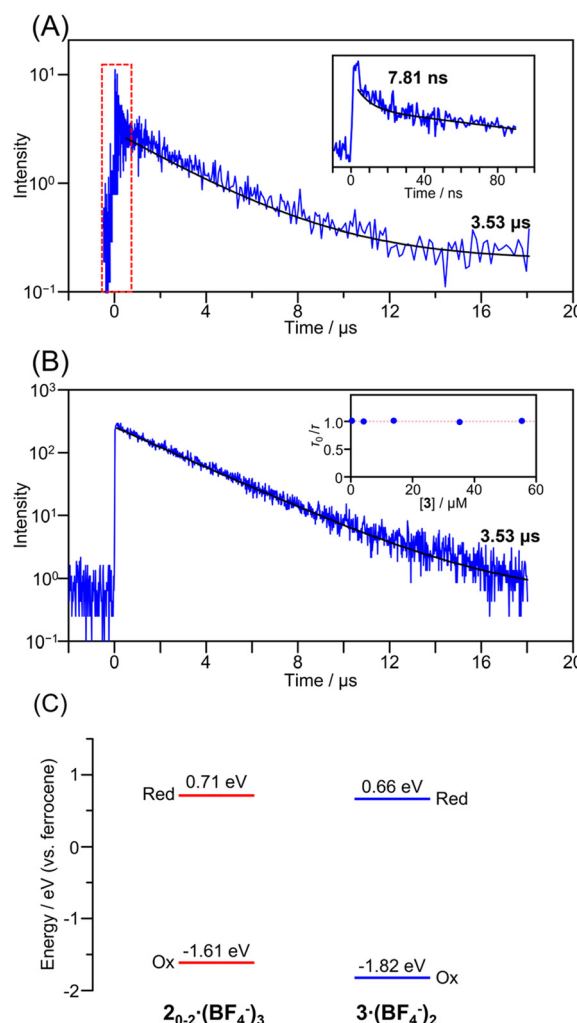 (A)
10¹
10⁰
10⁻¹
Intensity
7.81 ns
0 40 80
Time / ns
3.53 µs
0 4 8 12 16 20
Time / µs
(B)
10³
10²
10¹
10⁰
10⁻¹
Intensity
τ₀/τ
1.0
0.5
0
0 20 40 60
[3] / µM
3.53 µs
0 4 8 12 16 20
Time / µs
(C)
Energy / eV (vs. ferrocene)
1
0
-1
-2
Red 0.71 eV 0.66 eV Red
Ox -1.61 eV -1.82 eV Ox
2₀₋₂·(BF₄⁻)₃ 3·(BF₄⁻)₂